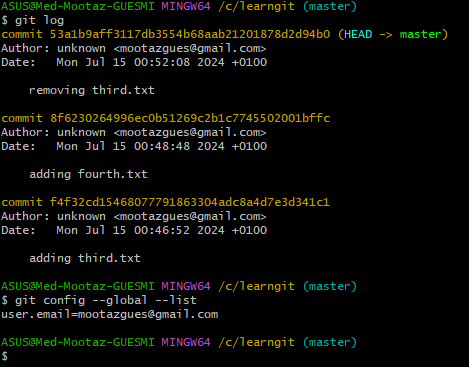 ASUS@Med-Mootaz-GUESMI MINGW64 /c/learngit (master)
$ git log
commit 53a1b9aff3117db3554b68aab21201878d2d94b0 (HEAD -> master)
Author: unknown <mootazgues@gmail.com>
Date:   Mon Jul 15 00:52:08 2024 +0100

    removing third.txt

commit 8f6230264996ec0b51269c2b1c7745502001bffc
Author: unknown <mootazgues@gmail.com>
Date:   Mon Jul 15 00:48:48 2024 +0100

    adding fourth.txt

commit f4f32cd15468077791863304adc8a4d7e3d341c1
Author: unknown <mootazgues@gmail.com>
Date:   Mon Jul 15 00:46:52 2024 +0100

    adding third.txt

ASUS@Med-Mootaz-GUESMI MINGW64 /c/learngit (master)
$ git config --global --list
user.email=mootazgues@gmail.com

ASUS@Med-Mootaz-GUESMI MINGW64 /c/learngit (master)
$